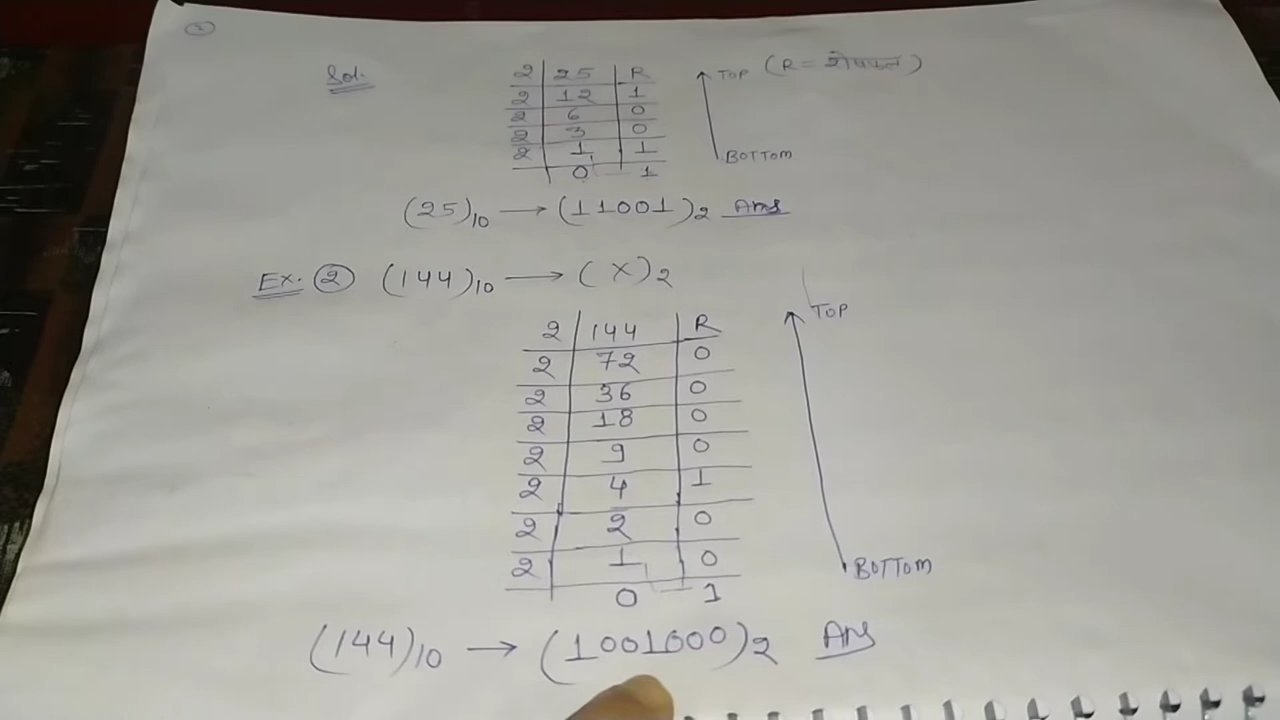 2
Sol.
2 | 25 | R
2 | 12 | 1
2 | 6 | 0
2 | 3 | 0
2 | 1 | 1
0 1
TOP (R = शेषफल)
BOTTOM
(25)10 → (11001)2 Ans
Ex. 2 (144)10 → (X)2
2 | 144 | R
2 | 72 | 0
2 | 36 | 0
2 | 18 | 0
2 | 9 | 0
2 | 4 | 1
2 | 2 | 0
2 | 1 | 0
0 1
TOP
BOTTOM
(144)10 → (1001000)2 Ans